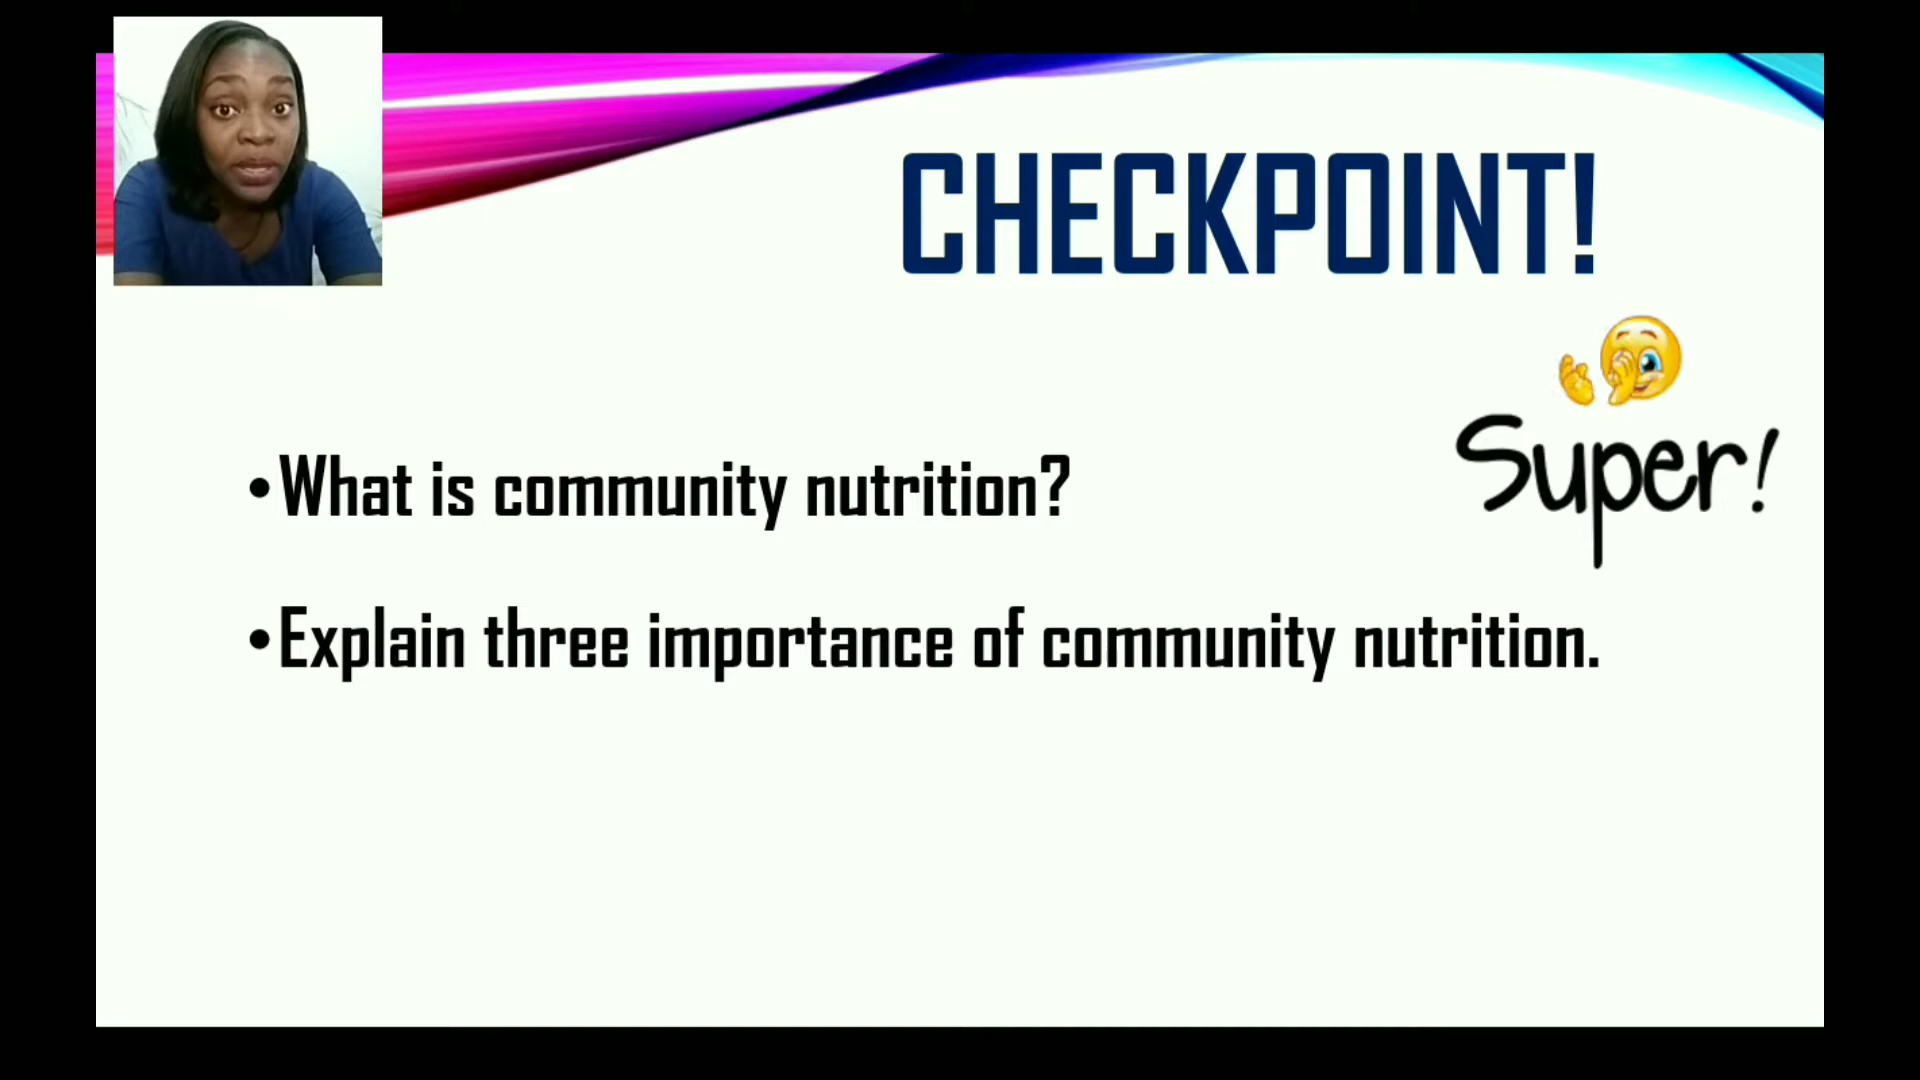 CHECKPOINT!
Super!
•What is community nutrition?
•Explain three importance of community nutrition.